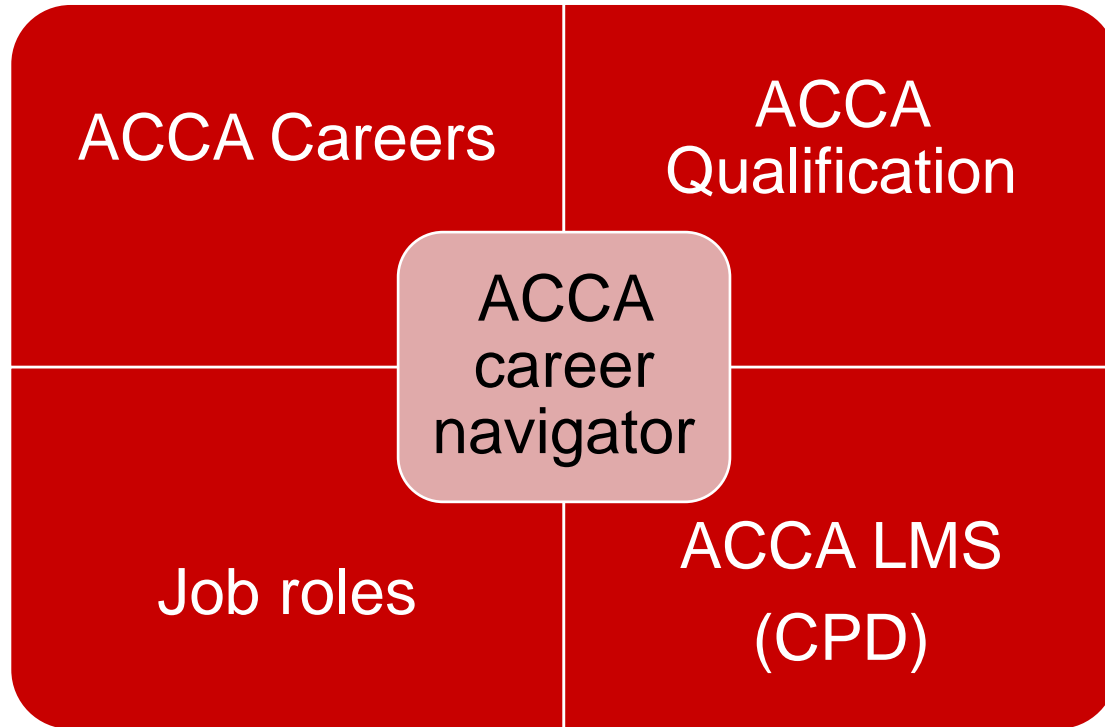 ACCA Careers
ACCA
Qualification
ACCA
career
navigator
Job roles
ACCA LMS
(CPD)